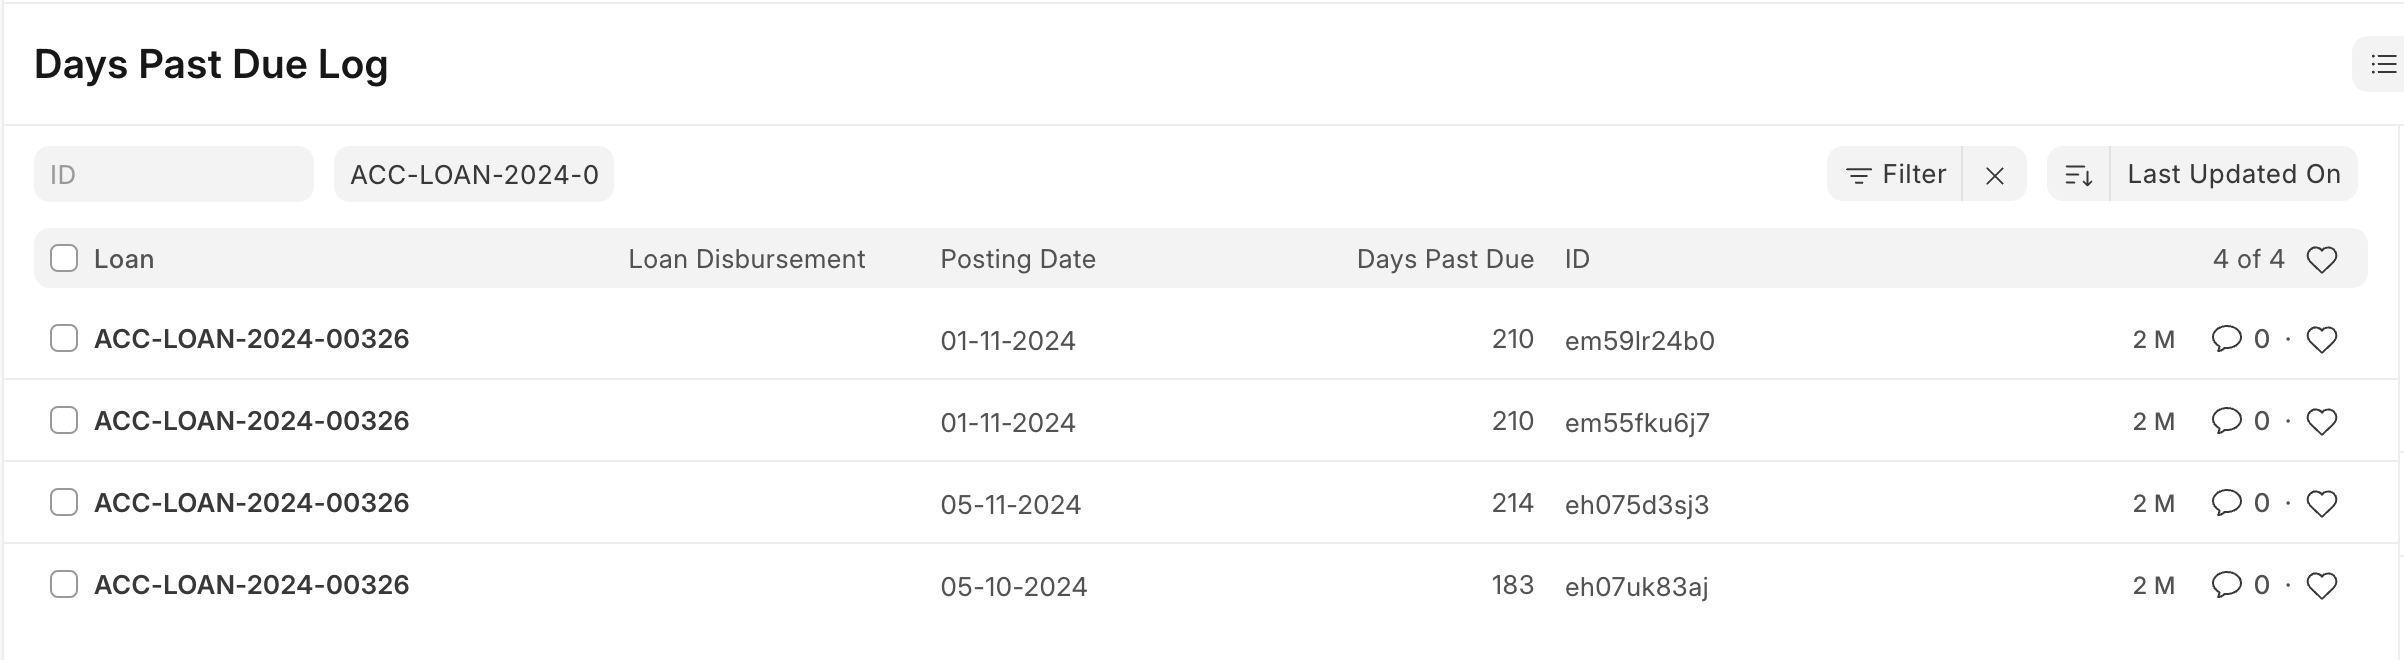 Days Past Due Log
ID ACC-LOAN-2024-0 Filter Last Updated On
Loan Loan Disbursement Posting Date Days Past Due ID 4 of 4
ACC-LOAN-2024-00326 01-11-2024 210 em59lr24b0 2 M 0 ·
ACC-LOAN-2024-00326 01-11-2024 210 em55fku6j7 2 M 0 ·
ACC-LOAN-2024-00326 05-11-2024 214 eh075d3sj3 2 M 0 ·
ACC-LOAN-2024-00326 05-10-2024 183 eh07uk83aj 2 M 0 ·